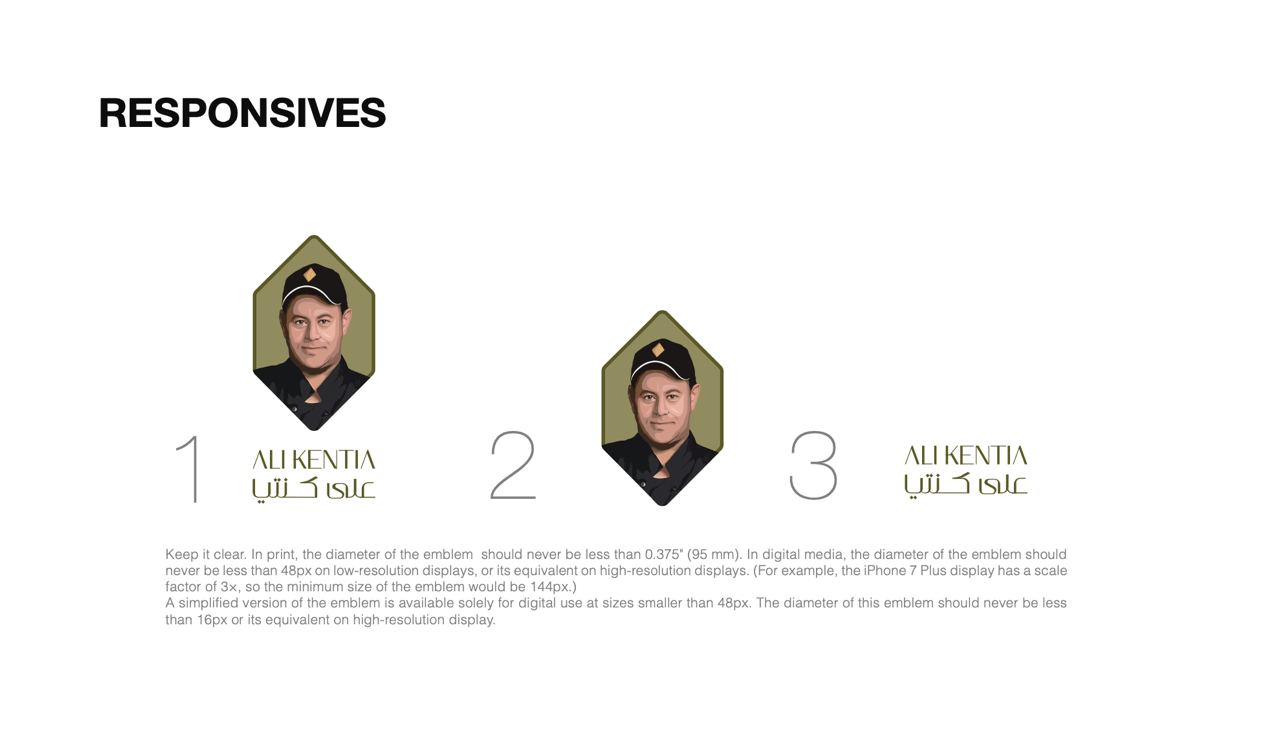 RESPONSIVES
1
ALI KENTIA
على كنتيا
2
3
ALI KENTIA
على كنتيا
Keep it clear. In print, the diameter of the emblem  should never be less than 0.375" (95 mm). In digital media, the diameter of the emblem should
never be less than 48px on low-resolution displays, or its equivalent on high-resolution displays. (For example, the iPhone 7 Plus display has a scale
factor of 3×, so the minimum size of the emblem would be 144px.)
A simplified version of the emblem is available solely for digital use at sizes smaller than 48px. The diameter of this emblem should never be less
than 16px or its equivalent on high-resolution display.